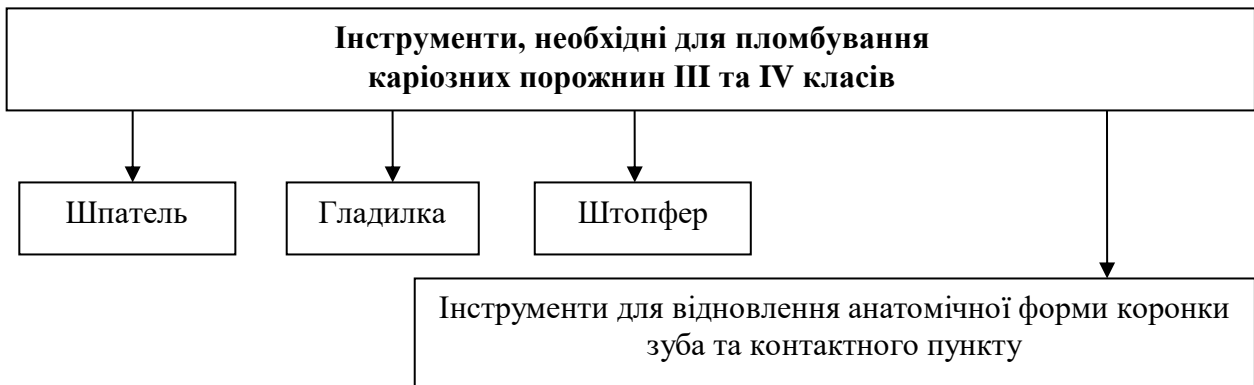 Інструменти, необхідні для пломбування
каріозних порожнин III та IV класів
Шпатель
Гладилка
Штопфер
Інструменти для відновлення анатомічної форми коронки
зуба та контактного пункту